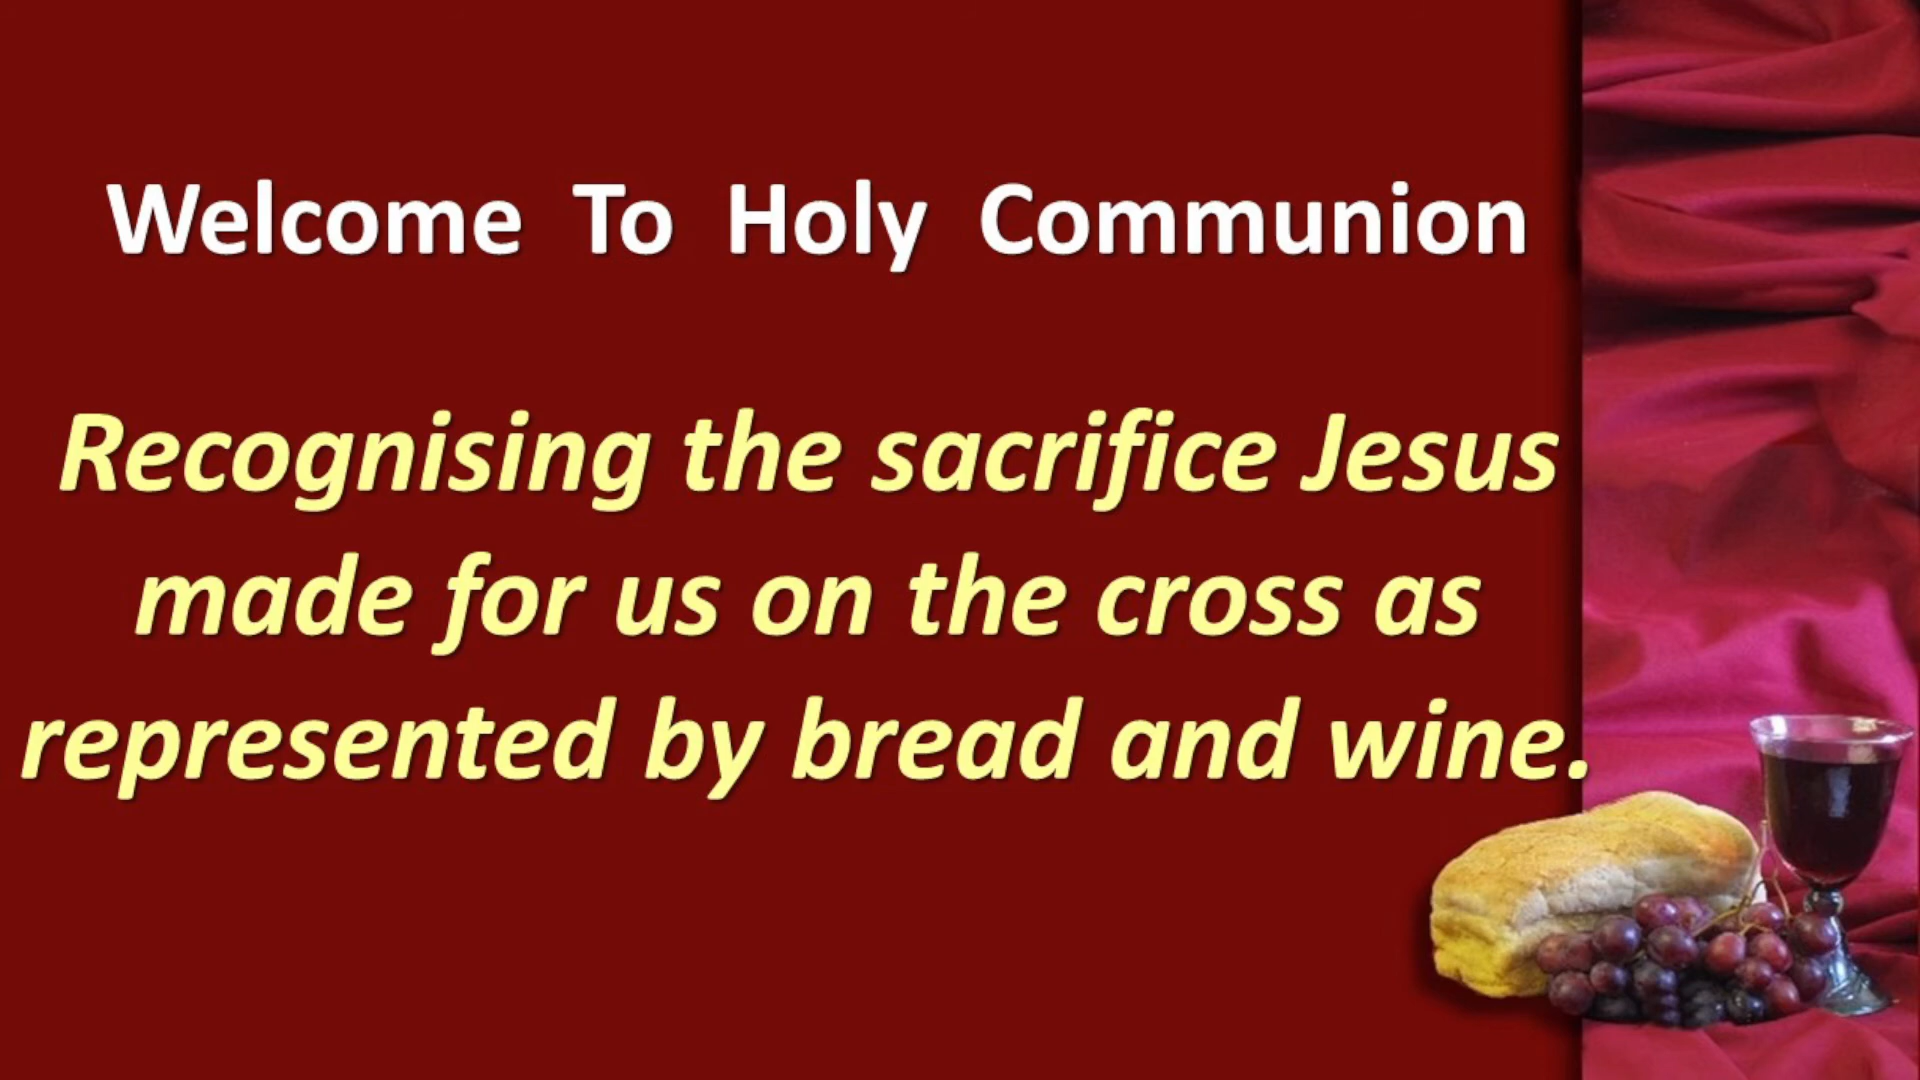 Welcome To Holy Communion
Recognising the sacrifice Jesus
made for us on the cross as
represented by bread and wine.